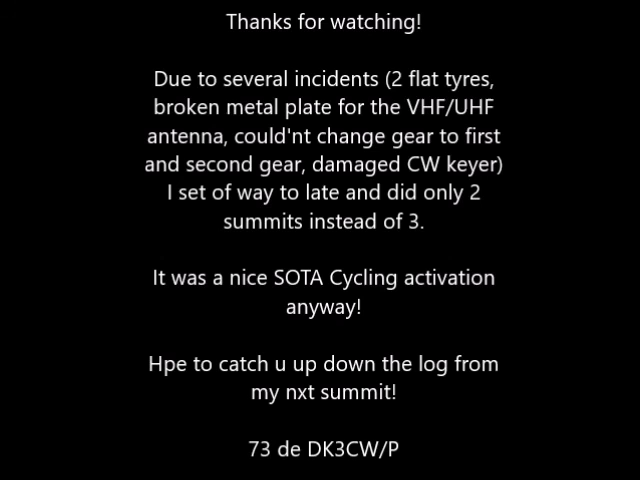 Thanks for watching!
Due to several incidents (2 flat tyres,
broken metal plate for the VHF/UHF
antenna, could'nt change gear to first
and second gear, damaged CW keyer)
I set of way to late and did only 2
summits instead of 3.
It was a nice SOTA Cycling activation
anyway!
Hpe to catch u up down the log from
my nxt summit!
73 de DK3CW/P